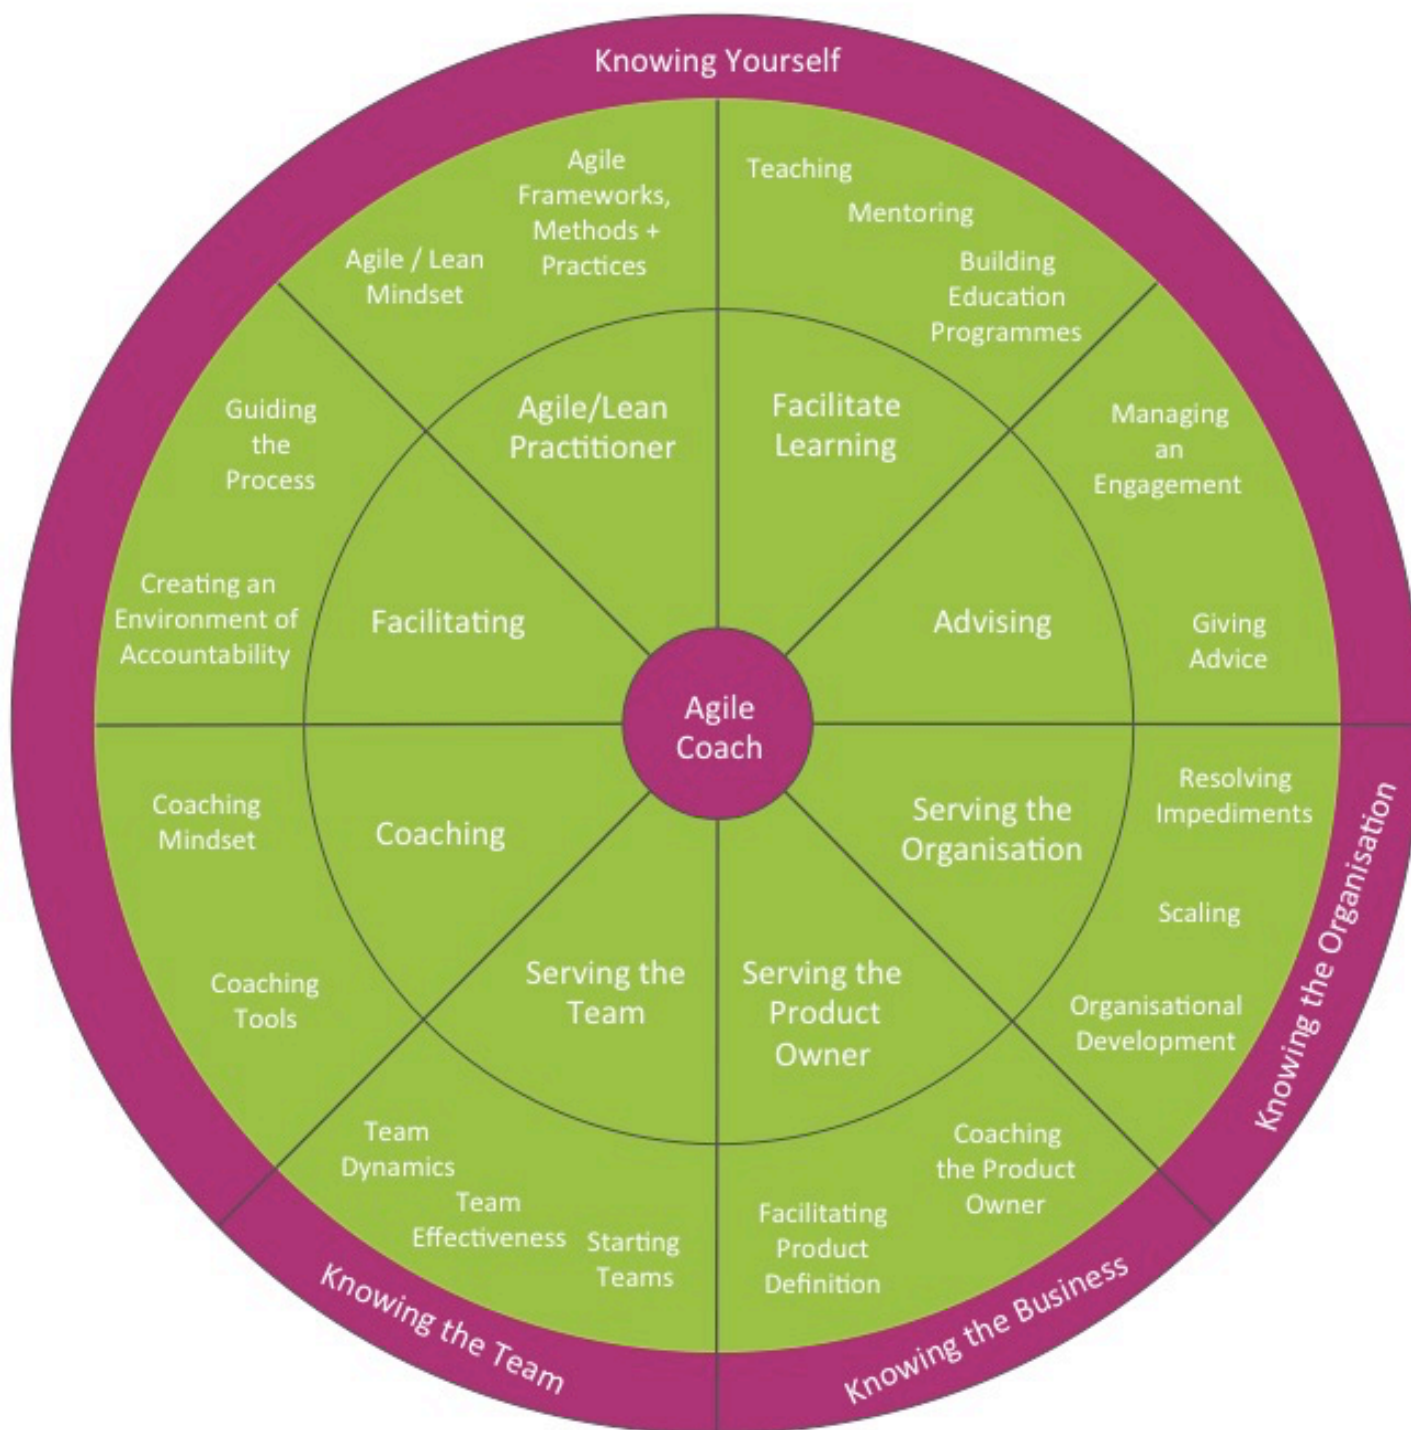 Knowing Yourself
Agile
Frameworks,
Methods +
Practices
Agile / Lean
Mindset
Teaching
Mentoring
Building
Education
Programmes
Guiding
the
Process
Agile/Lean
Practitioner
Facilitate
Learning
Managing
an
Engagement
Creating an
Environment of
Accountability
Facilitating
Advising
Giving
Advice
Agile
Coach
Coaching
Mindset
Coaching
Serving the
Organisation
Resolving
Impediments
Scaling
Organisational
Development
Knowing the Organisation
Coaching
Tools
Serving the
Team
Serving the
Product
Owner
Team
Dynamics
Team
Effectiveness
Starting
Teams
Coaching
the Product
Owner
Facilitating
Product
Definition
Knowing the Team
Knowing the Business